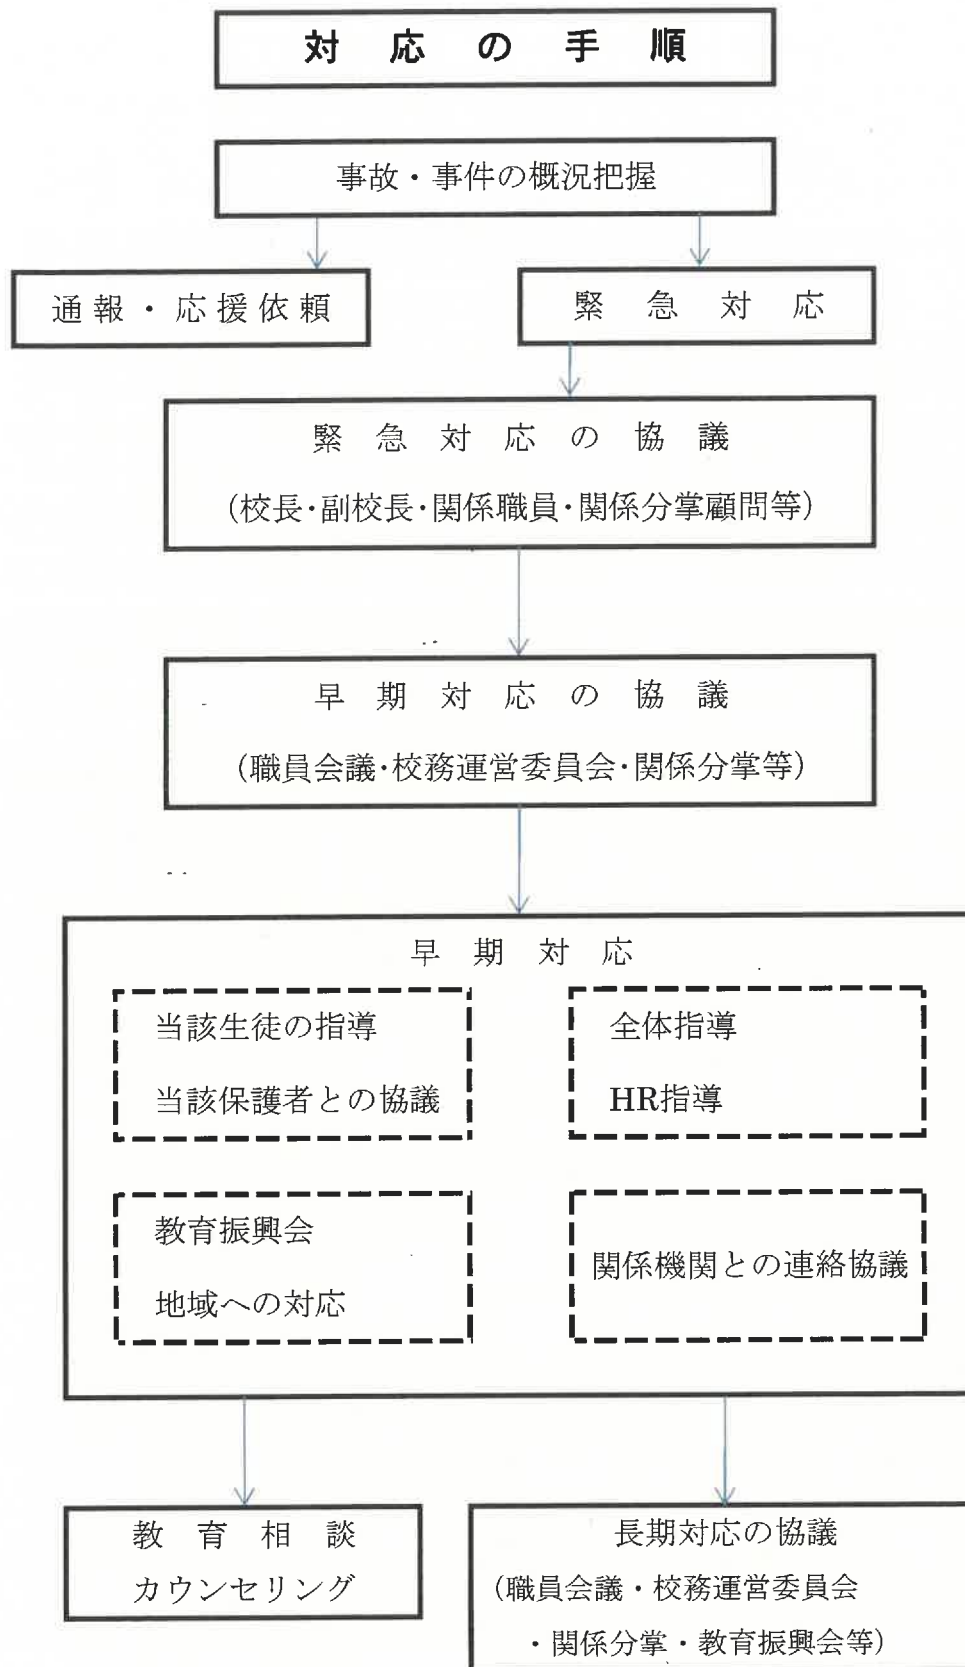 対応の手順
事故・事件の概況把握
通報・応援依頼
緊急対応
緊急対応の協議
(校長・副校長・関係職員・関係分掌顧問等)
早期対応の協議
(職員会議・校務運営委員会・関係分掌等)
早期対応
当該生徒の指導
当該保護者との協議
全体指導
HR指導
教育振興会
地域への対応
関係機関との連絡協議
教育相談
カウンセリング
長期対応の協議
(職員会議・校務運営委員会
・関係分掌・教育振興会等)